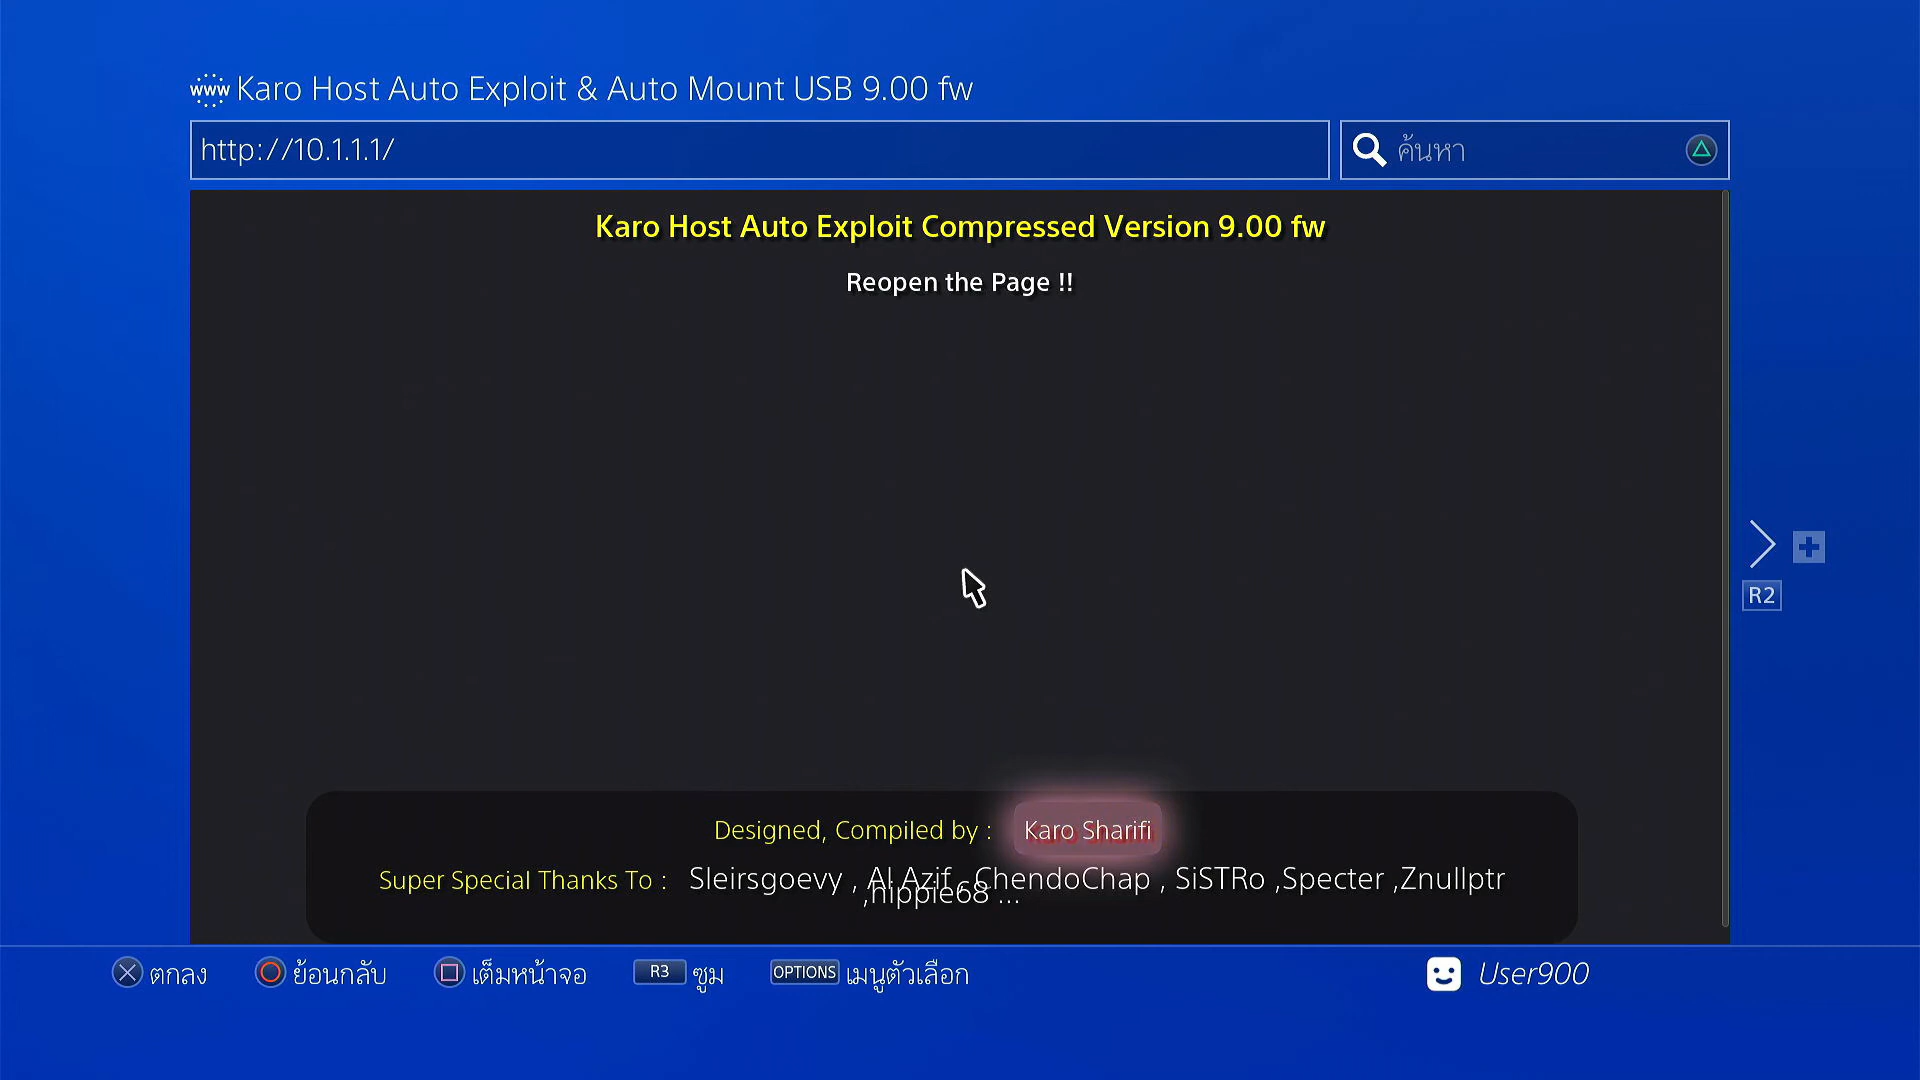 www Karo Host Auto Exploit & Auto Mount USB 9.00 fw
http://10.1.1.1/
ค้นหา
Karo Host Auto Exploit Compressed Version 9.00 fw
Reopen the Page !!
R2
Designed, Compiled by : Karo Sharifi
Super Special Thanks To : Sleirsgoevy , Al Azif , ChendoChap , SiSTRo ,Specter ,Znullptr
,hippie68 ...
ตกลง ย้อนกลับ เต็มหน้าจอ R3 ซูม OPTIONS เมนูตัวเลือก User900